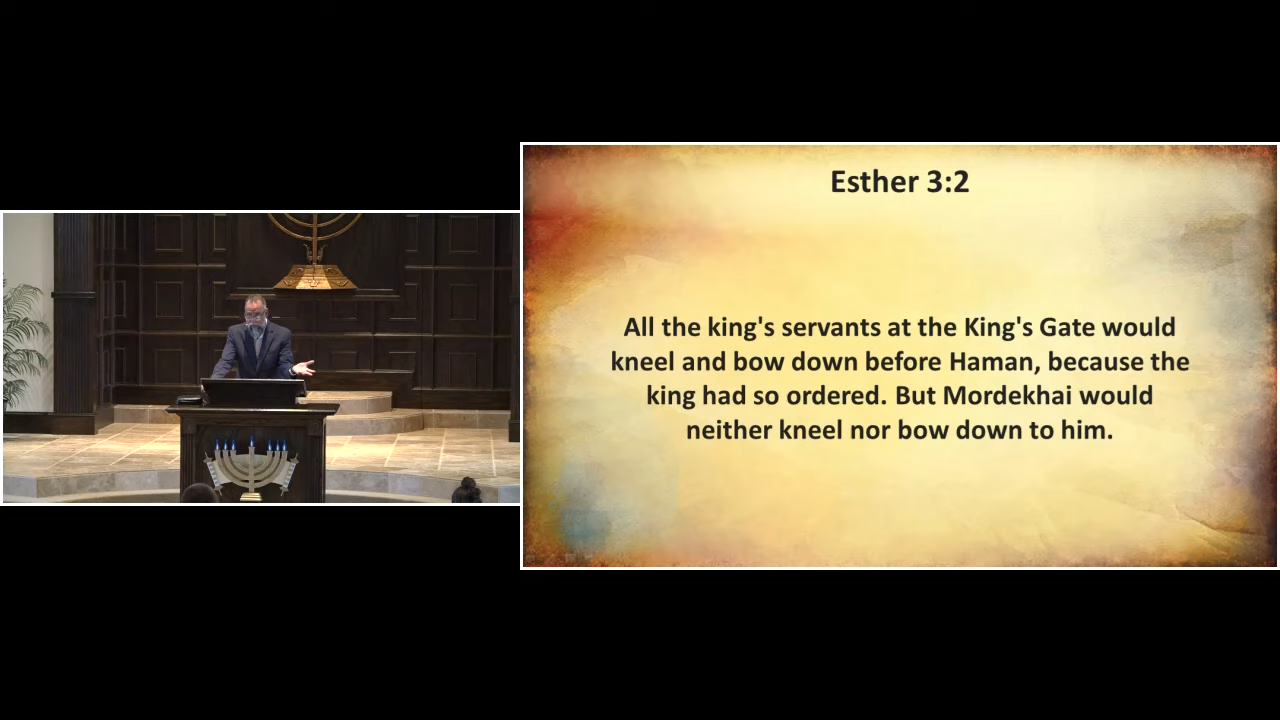 Esther 3:2
All the king's servants at the King's Gate would
kneel and bow down before Haman, because the
king had so ordered. But Mordekhai would
neither kneel nor bow down to him.